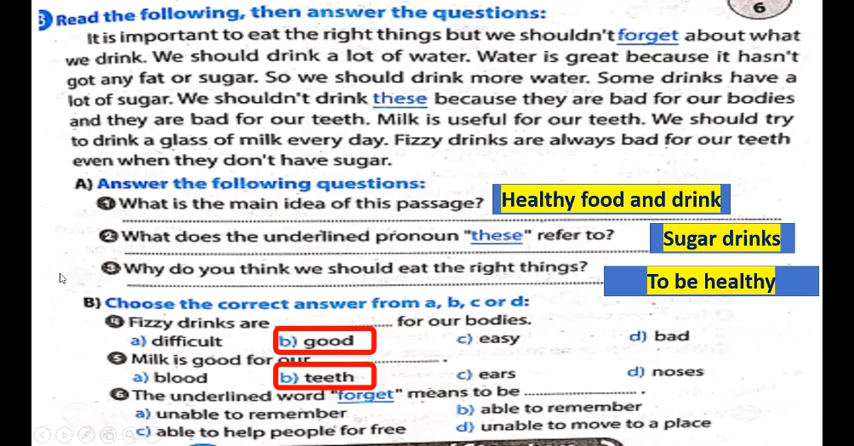 B Read the following, then answer the questions:
6
It is important to eat the right things but we shouldn't forget about what
we drink. We should drink a lot of water. Water is great because it hasn't
got any fat or sugar. So we should drink more water. Some drinks have a
lot of sugar. We shouldn't drink these because they are bad for our bodies
and they are bad for our teeth. Milk is useful for our teeth. We should try
to drink a glass of milk every day. Fizzy drinks are always bad for our teeth
even when they don't have sugar.
A) Answer the following questions:
1 What is the main idea of this passage? Healthy food and drink
2 What does the underlined pronoun "these" refer to? Sugar drinks
3 Why do you think we should eat the right things? To be healthy
B) Choose the correct answer from a, b, c or d:
4 Fizzy drinks are .................... for our bodies.
a) difficult b) good c) easy d) bad
5 Milk is good for our .................... .
a) blood b) teeth c) ears d) noses
6 The underlined word "forget" means to be .................... .
a) unable to remember b) able to remember
c) able to help people for free d) unable to move to a place